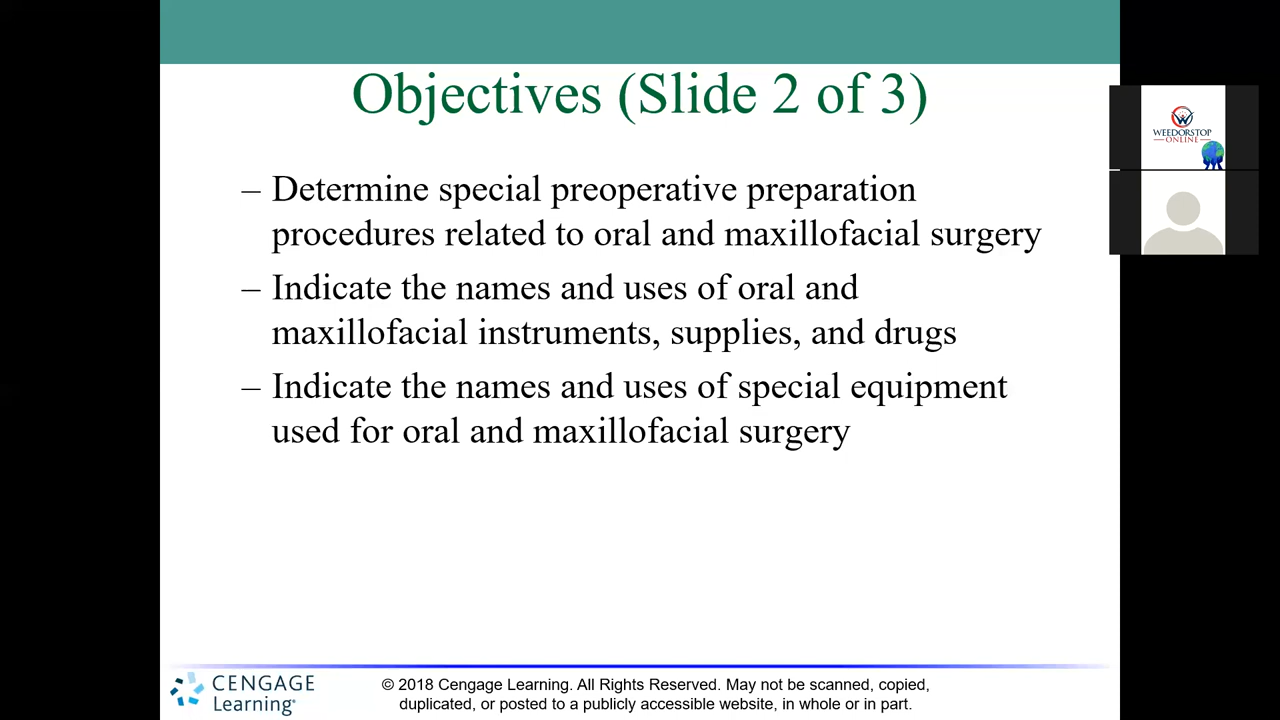 Objectives (Slide 2 of 3)
– Determine special preoperative preparation
procedures related to oral and maxillofacial surgery
– Indicate the names and uses of oral and
maxillofacial instruments, supplies, and drugs
– Indicate the names and uses of special equipment
used for oral and maxillofacial surgery
WEEDORSTOP
ONLINE
CENGAGE
Learning®
© 2018 Cengage Learning. All Rights Reserved. May not be scanned, copied,
duplicated, or posted to a publicly accessible website, in whole or in part.